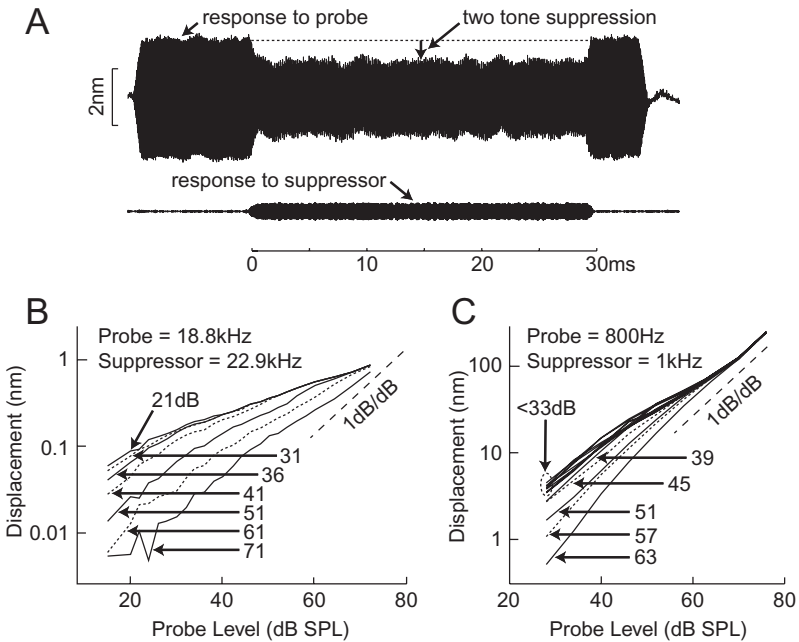 A
response to probe
two tone suppression
2nm
response to suppressor
0 10 20 30ms
B
Probe = 18.8kHz
Suppressor = 22.9kHz
Displacement (nm)
1
0.1
0.01
21dB
1dB/dB
31
36
41
51
61
71
20 40 60 80
Probe Level (dB SPL)
C
Probe = 800Hz
Suppressor = 1kHz
Displacement (nm)
100
10
1
<33dB
1dB/dB
39
45
51
57
63
20 40 60 80
Probe Level (dB SPL)